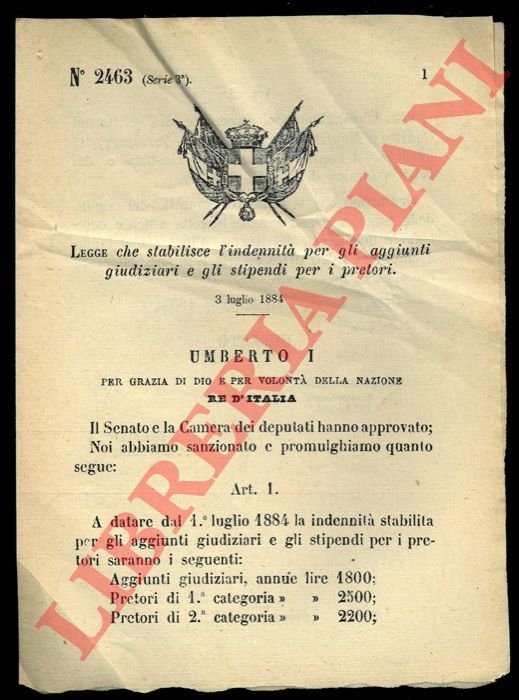 N° 2463 (Serie 3ª). 1
LEGGE che stabilisce l'indennità per gli aggiunti
giudiziari e gli stipendi per i pretori.
3 luglio 1884
UMBERTO I
PER GRAZIA DI DIO E PER VOLONTÀ DELLA NAZIONE
RE D'ITALIA
Il Senato e la Camera dei deputati hanno approvato;
Noi abbiamo sanzionato e promulghiamo quanto
segue:
Art. 1.
A datare dal 1.° luglio 1884 la indennità stabilita
per gli aggiunti giudiziari e gli stipendi per i pre-
tori saranno i seguenti:
Aggiunti giudiziari, annue lire 1800;
Pretori di 1.ª categoria » » 2500;
Pretori di 2.ª categoria » » 2200;
LIBRERIA PIANI